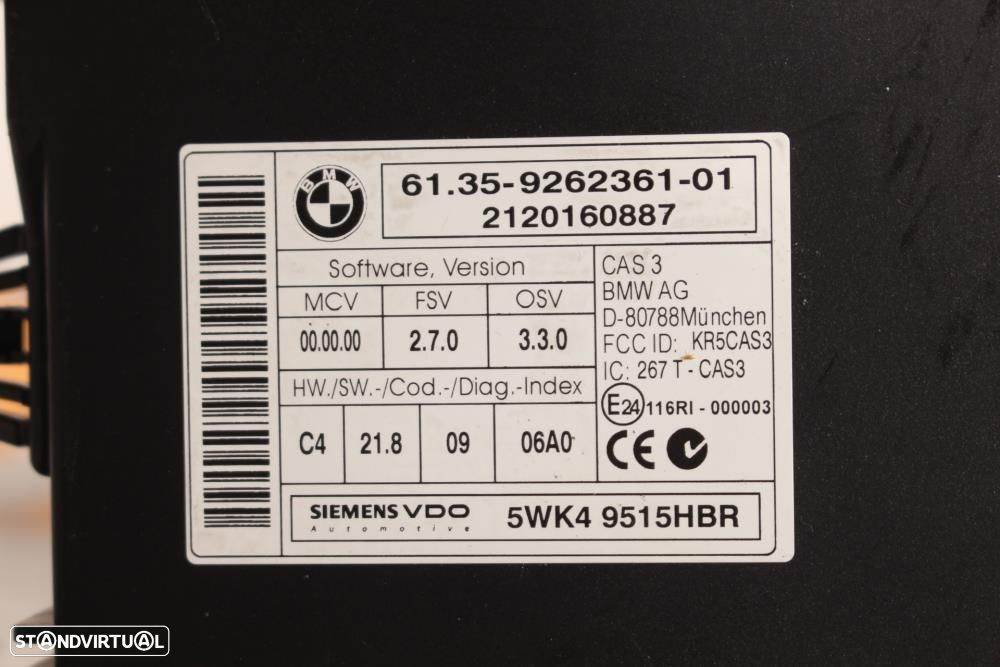 BMW
61.35-9262361-01
2120160887
Software, Version
MCV FSV OSV
00.00.00 2.7.0 3.3.0
HW./SW.-/Cod.-/Diag.-Index
C4 21.8 09 06A0
CAS 3
BMW AG
D-80788München
FCC ID: KR5CAS3
IC: 267 T - CAS3
E24 116RI - 000003
CE
SIEMENS VDO
Automotive
5WK4 9515HBR
STANDVIRTUAL